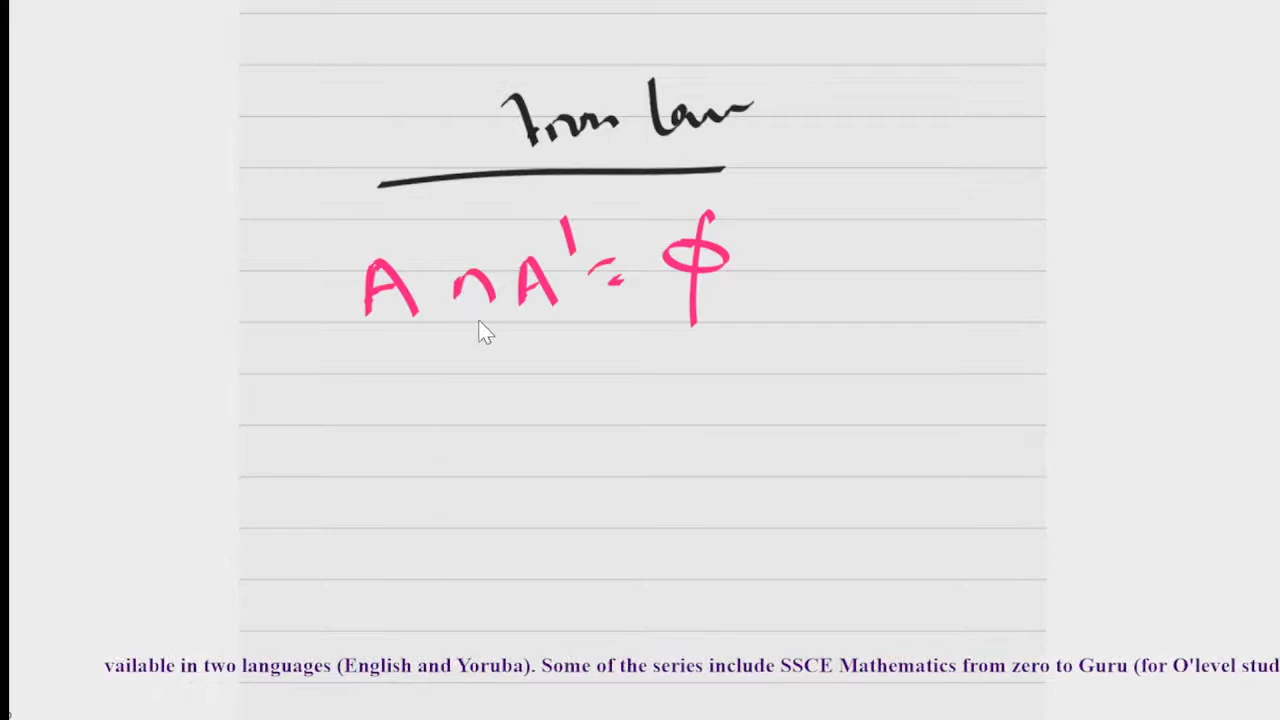 From Law
A ∩ A' = φ
vailable in two languages (English and Yoruba). Some of the series include SSCE Mathematics from zero to Guru (for O'level stud